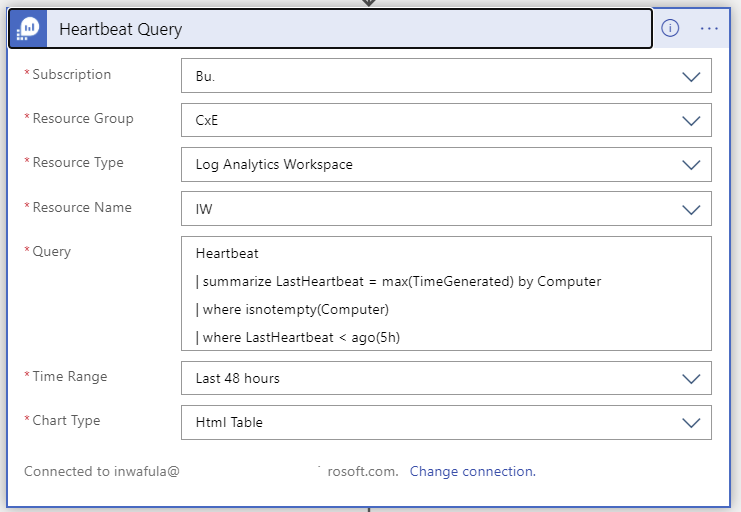 Heartbeat Query
* Subscription
Bu.
* Resource Group
CxE
* Resource Type
Log Analytics Workspace
* Resource Name
IW
* Query
Heartbeat
| summarize LastHeartbeat = max(TimeGenerated) by Computer
| where isnotempty(Computer)
| where LastHeartbeat < ago(5h)
* Time Range
Last 48 hours
* Chart Type
Html Table
Connected to inwafula@ rosoft.com. Change connection.